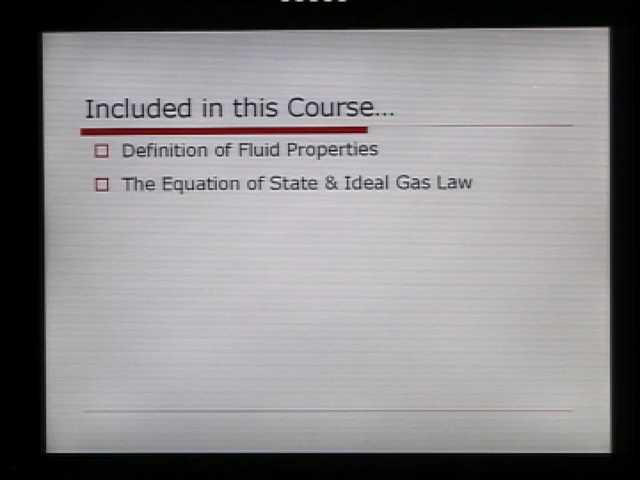 Included in this Course...
Definition of Fluid Properties
The Equation of State & Ideal Gas Law